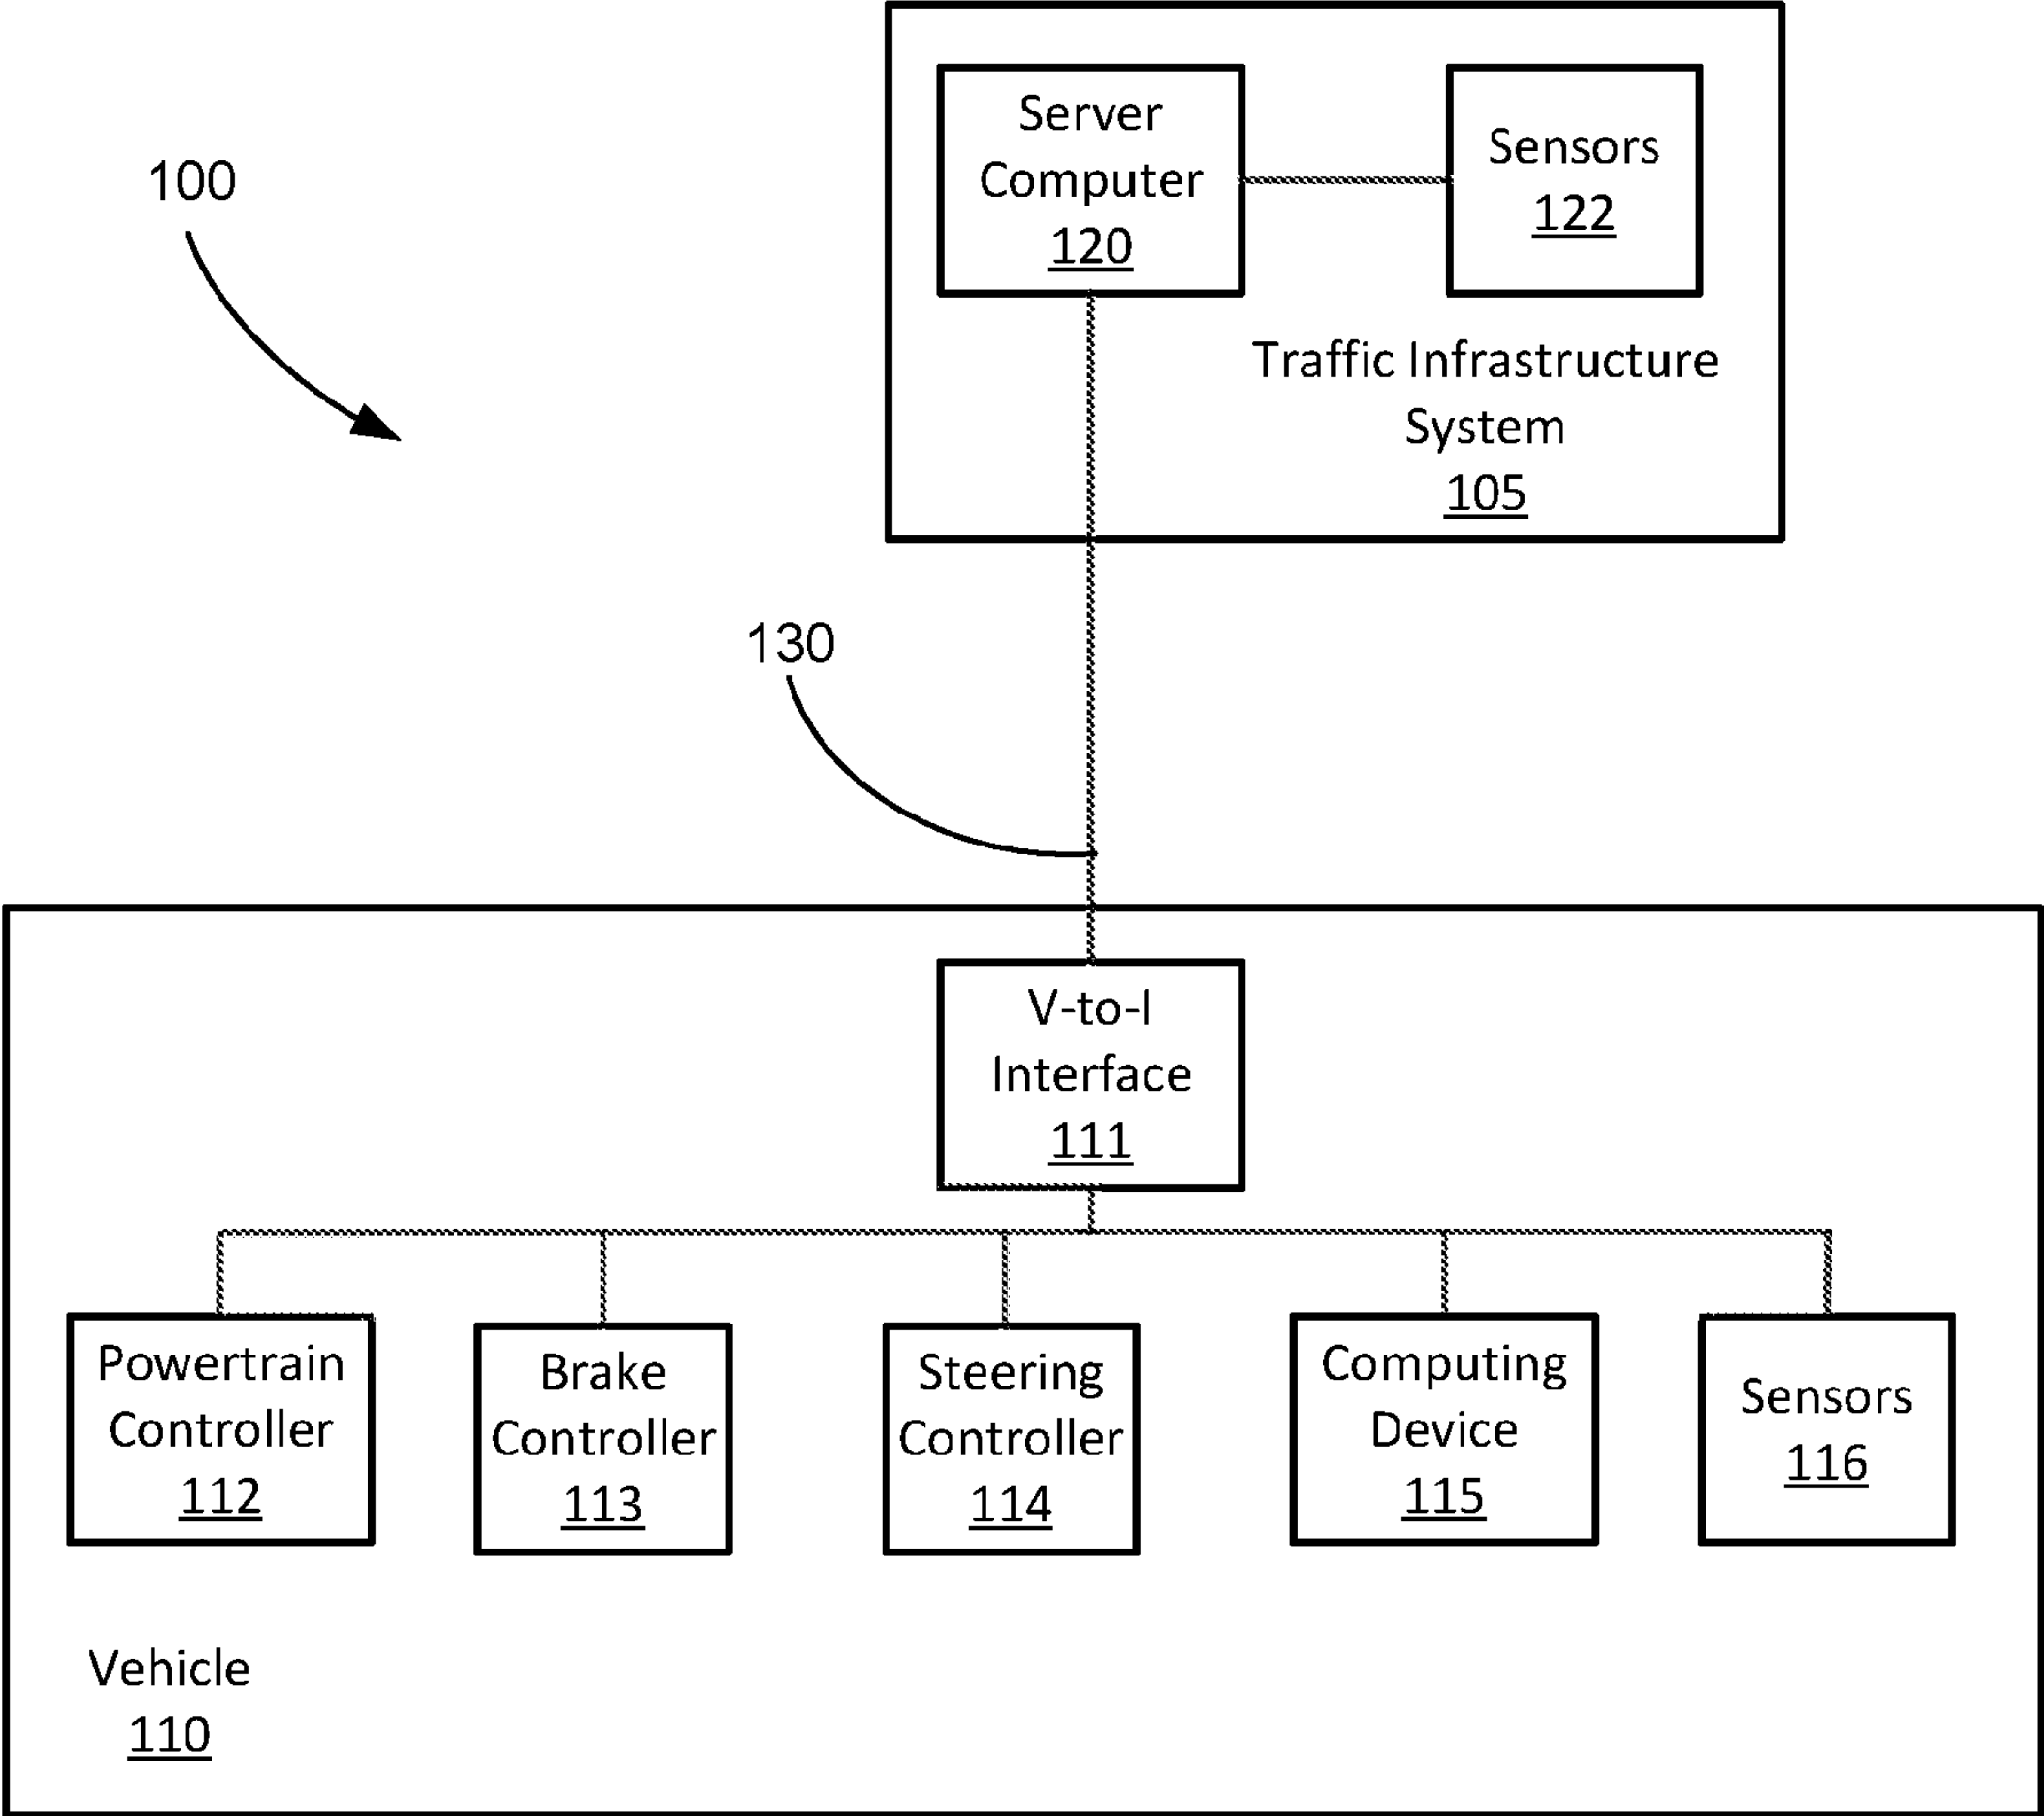 100
Server
Computer
120
Sensors
122
Traffic Infrastructure
System
105
130
V-to-I
Interface
111
Powertrain
Controller
112
Brake
Controller
113
Steering
Controller
114
Computing
Device
115
Sensors
116
Vehicle
110